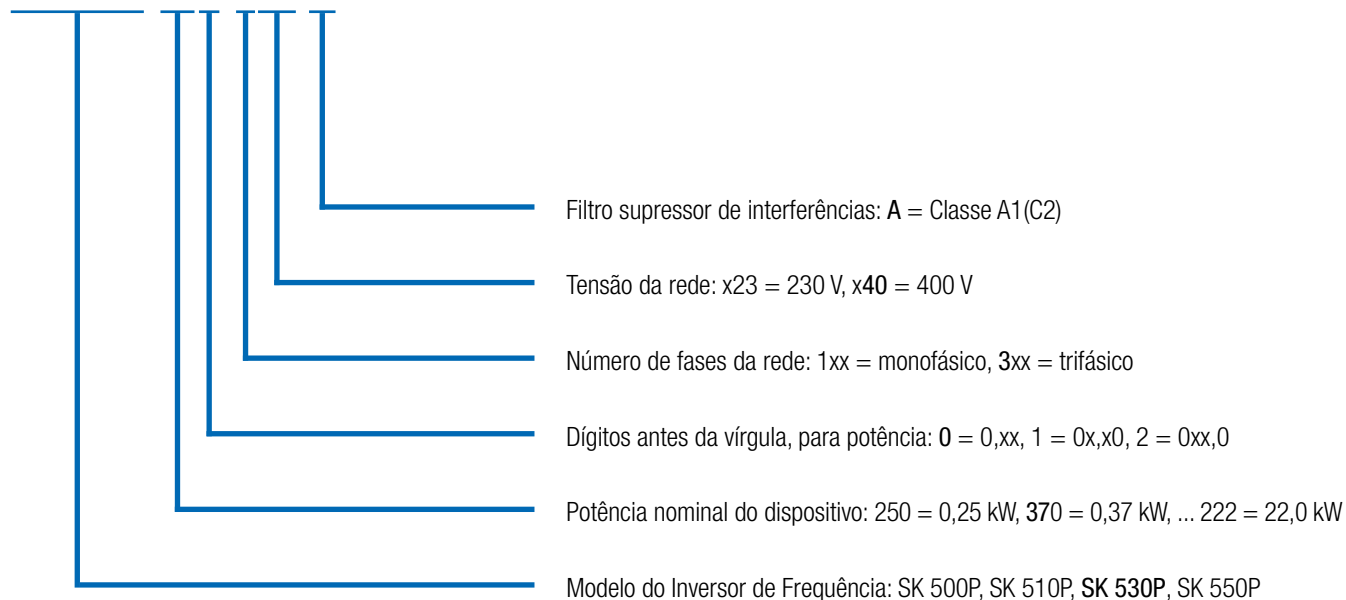 Filtro supressor de interferências: A = Classe A1(C2)
Tensão da rede: x23 = 230 V, x40 = 400 V
Número de fases da rede: 1xx = monofásico, 3xx = trifásico
Dígitos antes da vírgula, para potência: 0 = 0,xx, 1 = 0x,x0, 2 = 0xx,0
Potência nominal do dispositivo: 250 = 0,25 kW, 370 = 0,37 kW, ... 222 = 22,0 kW
Modelo do Inversor de Frequência: SK 500P, SK 510P, SK 530P, SK 550P